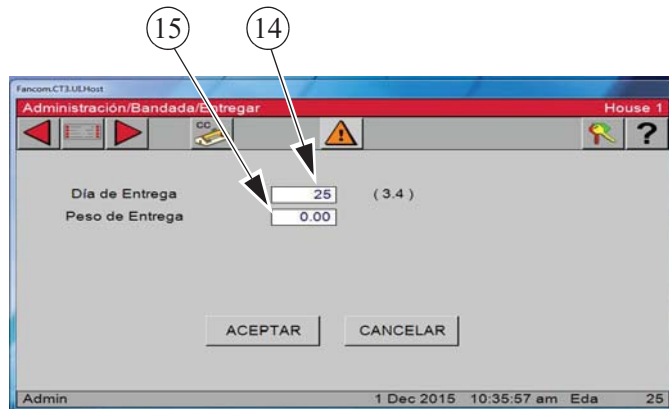 15 14
Fancom.CT3.UI.Host
Administración/Bandada/Entregar House 1
CC
?
Día de Entrega 25 ( 3.4 )
Peso de Entrega 0.00
ACEPTAR CANCELAR
Admin 1 Dec 2015 10:35:57 am Eda 25